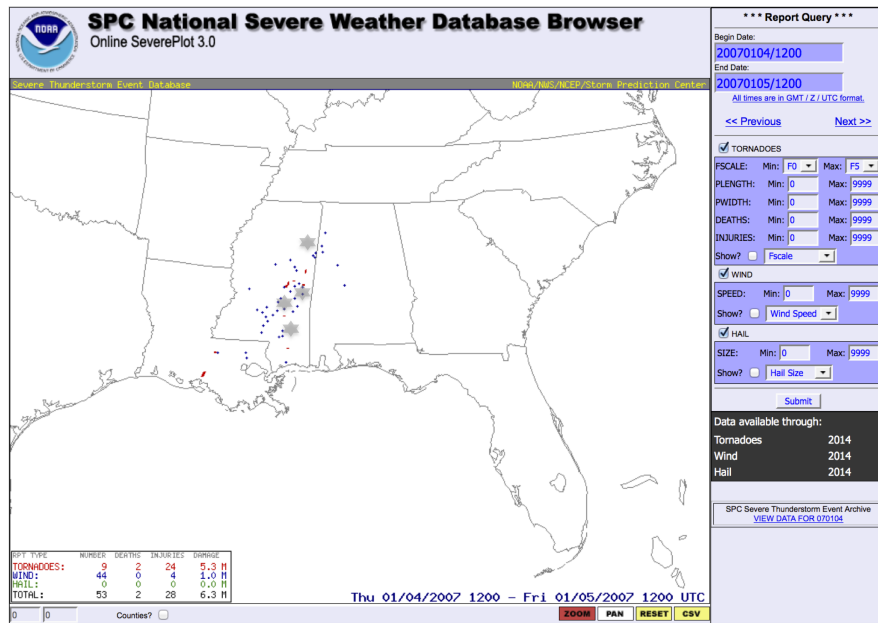 NOAA
SPC National Severe Weather Database Browser
Online SeverePlot 3.0
Severe Thunderstorm Event Database
NOAA/NWS/NCEP/Storm Prediction Center
RPT TYPE NUMBER DEATHS INJURIES DAMAGE
TORNADOES: 9 2 24 5.3 M
WIND: 44 0 4 1.0 M
HAIL: 0 0 0 0.0 M
TOTAL: 53 2 28 6.3 M
Thu 01/04/2007 1200 - Fri 01/05/2007 1200 UTC
0 0 Counties?
ZOOM PAN RESET CSV
* * * Report Query * * *
Begin Date:
20070104/1200
End Date:
20070105/1200
All times are in GMT / Z / UTC format.
<< Previous Next >>
TORNADOES
FSCALE: Min: F0 Max: F5
PLENGTH: Min: 0 Max: 9999
PWIDTH: Min: 0 Max: 9999
DEATHS: Min: 0 Max: 9999
INJURIES: Min: 0 Max: 9999
Show? Fscale
WIND
SPEED: Min: 0 Max: 9999
Show? Wind Speed
HAIL
SIZE: Min: 0 Max: 9999
Show? Hail Size
Submit
Data available through:
Tornadoes 2014
Wind 2014
Hail 2014
SPC Severe Thunderstorm Event Archive
VIEW DATA FOR 070104